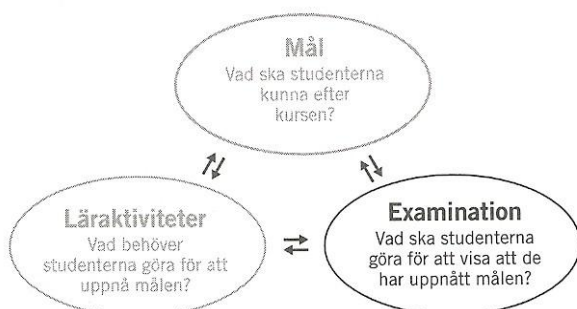 Mål
Vad ska studenterna
kunna efter
kursen?
Läraktiviteter
Vad behöver
studenterna göra för att
uppnå målen?
Examination
Vad ska studenterna
göra för att visa att de
har uppnått målen?